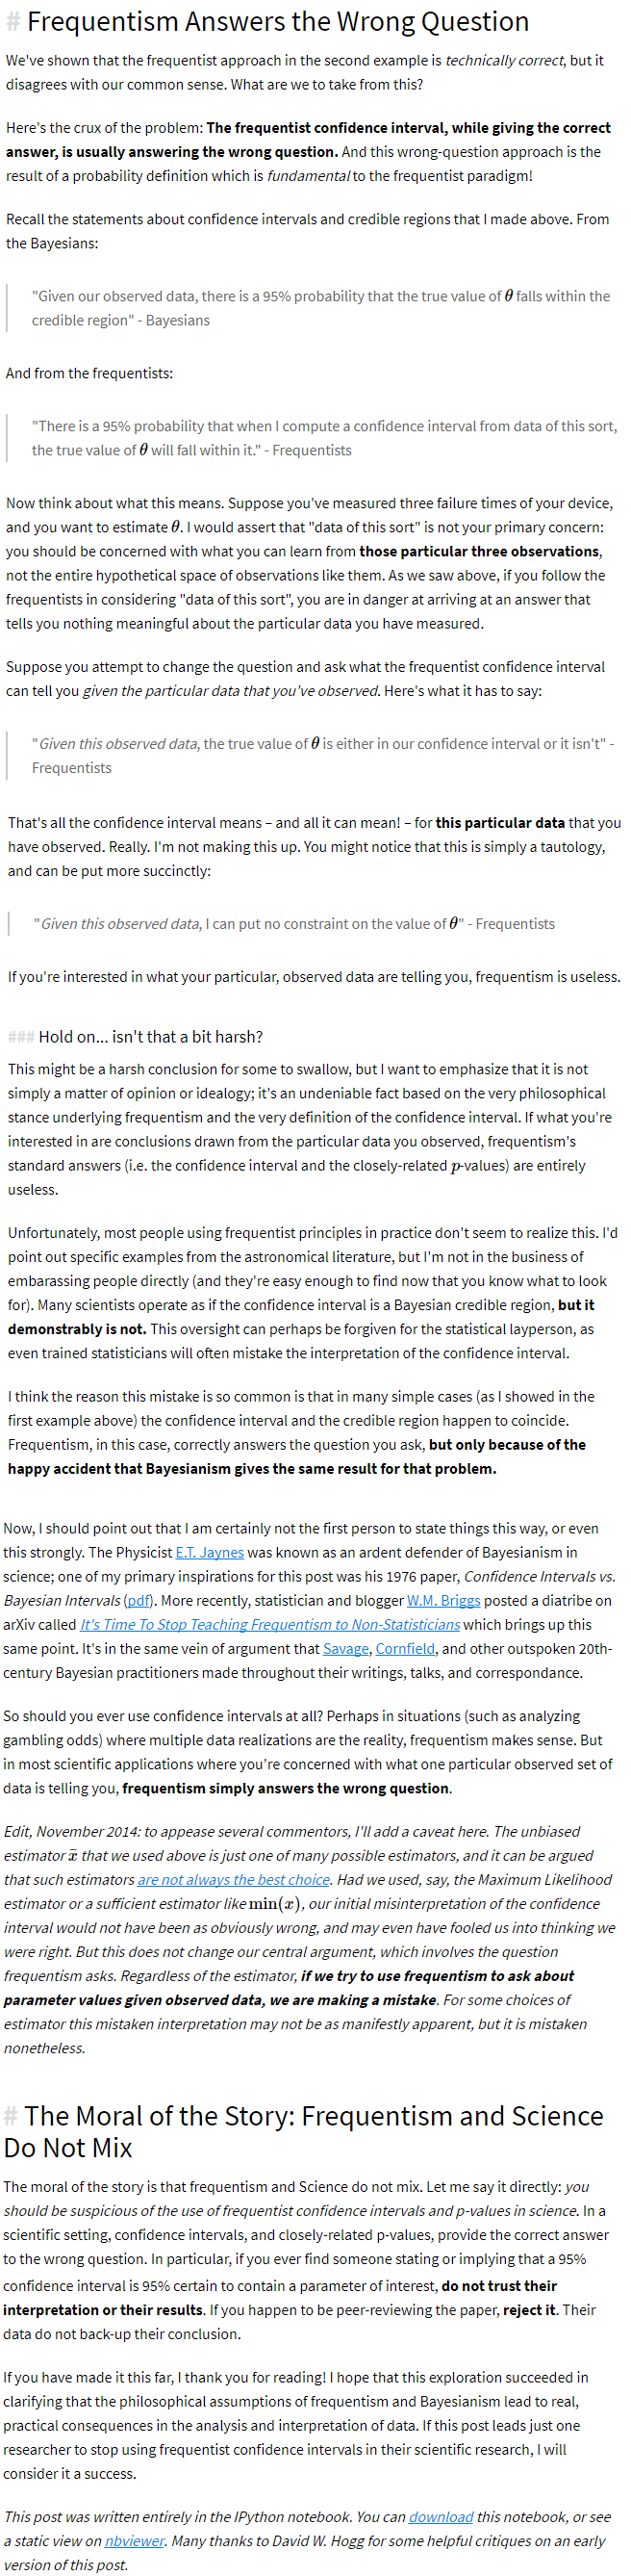 # Frequentism Answers the Wrong Question
We've shown that the frequentist approach in the second example is technically correct, but it
disagrees with our common sense. What are we to take from this?
Here's the crux of the problem: The frequentist confidence interval, while giving the correct
answer, is usually answering the wrong question. And this wrong-question approach is the
result of a probability definition which is fundamental to the frequentist paradigm!
Recall the statements about confidence intervals and credible regions that I made above. From
the Bayesians:
"Given our observed data, there is a 95% probability that the true value of θ falls within the
credible region" - Bayesians
And from the frequentists:
"There is a 95% probability that when I compute a confidence interval from data of this sort,
the true value of θ will fall within it." - Frequentists
Now think about what this means. Suppose you've measured three failure times of your device,
and you want to estimate θ. I would assert that "data of this sort" is not your primary concern:
you should be concerned with what you can learn from those particular three observations,
not the entire hypothetical space of observations like them. As we saw above, if you follow the
frequentists in considering "data of this sort", you are in danger at arriving at an answer that
tells you nothing meaningful about the particular data you have measured.
Suppose you attempt to change the question and ask what the frequentist confidence interval
can tell you given the particular data that you've observed. Here's what it has to say:
"Given this observed data, the true value of θ is either in our confidence interval or it isn't" -
Frequentists
That's all the confidence interval means – and all it can mean! – for this particular data that you
have observed. Really. I'm not making this up. You might notice that this is simply a tautology,
and can be put more succinctly:
"Given this observed data, I can put no constraint on the value of θ" - Frequentists
If you're interested in what your particular, observed data are telling you, frequentism is useless.
### Hold on... isn't that a bit harsh?
This might be a harsh conclusion for some to swallow, but I want to emphasize that it is not
simply a matter of opinion or idealogy; it's an undeniable fact based on the very philosophical
stance underlying frequentism and the very definition of the confidence interval. If what you're
interested in are conclusions drawn from the particular data you observed, frequentism's
standard answers (i.e. the confidence interval and the closely-related p-values) are entirely
useless.
Unfortunately, most people using frequentist principles in practice don't seem to realize this. I'd
point out specific examples from the astronomical literature, but I'm not in the business of
embarassing people directly (and they're easy enough to find now that you know what to look
for). Many scientists operate as if the confidence interval is a Bayesian credible region, but it
demonstrably is not. This oversight can perhaps be forgiven for the statistical layperson, as
even trained statisticians will often mistake the interpretation of the confidence interval.
I think the reason this mistake is so common is that in many simple cases (as I showed in the
first example above) the confidence interval and the credible region happen to coincide.
Frequentism, in this case, correctly answers the question you ask, but only because of the
happy accident that Bayesianism gives the same result for that problem.
Now, I should point out that I am certainly not the first person to state things this way, or even
this strongly. The Physicist E.T. Jaynes was known as an ardent defender of Bayesianism in
science; one of my primary inspirations for this post was his 1976 paper, Confidence Intervals vs.
Bayesian Intervals (pdf). More recently, statistician and blogger W.M. Briggs posted a diatribe on
arXiv called It's Time To Stop Teaching Frequentism to Non-Statisticians which brings up this
same point. It's in the same vein of argument that Savage, Cornfield, and other outspoken 20th-
century Bayesian practitioners made throughout their writings, talks, and correspondance.
So should you ever use confidence intervals at all? Perhaps in situations (such as analyzing
gambling odds) where multiple data realizations are the reality, frequentism makes sense. But
in most scientific applications where you're concerned with what one particular observed set of
data is telling you, frequentism simply answers the wrong question.
Edit, November 2014: to appease several commentors, I'll add a caveat here. The unbiased
estimator x̄ that we used above is just one of many possible estimators, and it can be argued
that such estimators are not always the best choice. Had we used, say, the Maximum Likelihood
estimator or a sufficient estimator like min(x), our initial misinterpretation of the confidence
interval would not have been as obviously wrong, and may even have fooled us into thinking we
were right. But this does not change our central argument, which involves the question
frequentism asks. Regardless of the estimator, if we try to use frequentism to ask about
parameter values given observed data, we are making a mistake. For some choices of
estimator this mistaken interpretation may not be as manifestly apparent, but it is mistaken
nonetheless.
# The Moral of the Story: Frequentism and Science
Do Not Mix
The moral of the story is that frequentism and Science do not mix. Let me say it directly: you
should be suspicious of the use of frequentist confidence intervals and p-values in science. In a
scientific setting, confidence intervals, and closely-related p-values, provide the correct answer
to the wrong question. In particular, if you ever find someone stating or implying that a 95%
confidence interval is 95% certain to contain a parameter of interest, do not trust their
interpretation or their results. If you happen to be peer-reviewing the paper, reject it. Their
data do not back-up their conclusion.
If you have made it this far, I thank you for reading! I hope that this exploration succeeded in
clarifying that the philosophical assumptions of frequentism and Bayesianism lead to real,
practical consequences in the analysis and interpretation of data. If this post leads just one
researcher to stop using frequentist confidence intervals in their scientific research, I will
consider it a success.
This post was written entirely in the IPython notebook. You can download this notebook, or see
a static view on nbviewer. Many thanks to David W. Hogg for some helpful critiques on an early
version of this post.